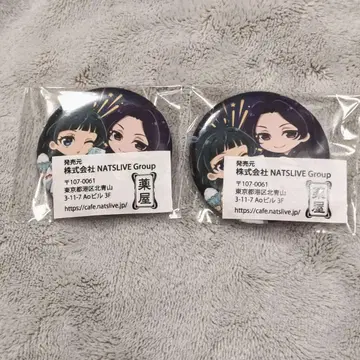 発売元
株式会社 NATSLIVE Group
〒107-0061
東京都港区北青山
3-11-7 Aoビル 3F
https://cafe.natslive.jp/
薬屋
発売元
株式会社 NATSLIVE Group
〒107-0061
東京都港区北青山
3-11-7 Aoビル 3F
https://cafe.natslive.jp/
薬屋